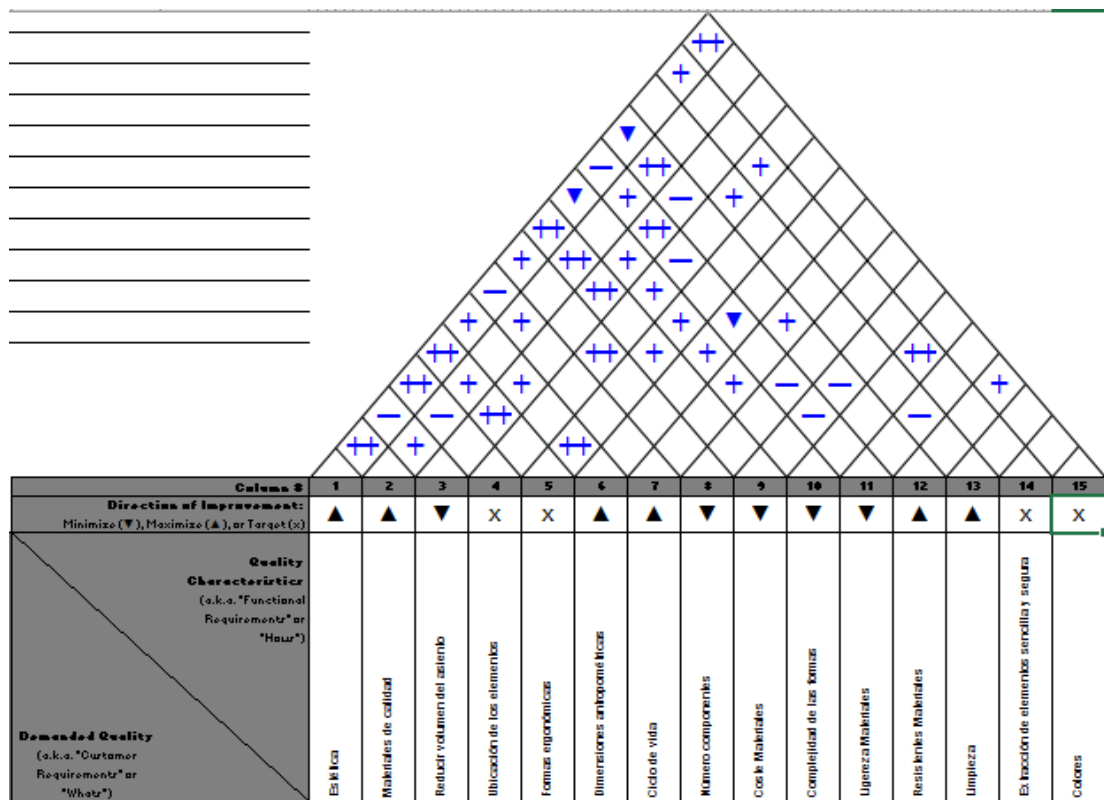 ++
+
▼
— ++ +
▼ + — +
++ ++
+ ++ + —
— ++ +
+ + + ▼ +
++ ++ + + ++
++ + + + — — +
— — ++ — —
++ + ++
Column # 1 2 3 4 5 6 7 8 9 10 11 12 13 14 15
Direction of Improvement:
Minimize (▼), Maximize (▲), or Target (x) ▲ ▲ ▼ x x ▲ ▲ ▼ ▼ ▼ ▼ ▲ ▲ x x
Quality
Characteristics
(a.k.a. "Functional
Requirements" or
"Hows")
Demanded Quality
(a.k.a. "Customer
Requirements" or
"Whats")
Estética
Materiales de calidad
Reducir volumen del asiento
Ubicación de los elementos
Formas ergonómicas
Dimensiones antropométricas
Ciclo de vida
Número componentes
Coste Materiales
Complejidad de las formas
Ligereza Materiales
Resistentes Materiales
Limpieza
Extracción de elementos sencilla y segura
Colores